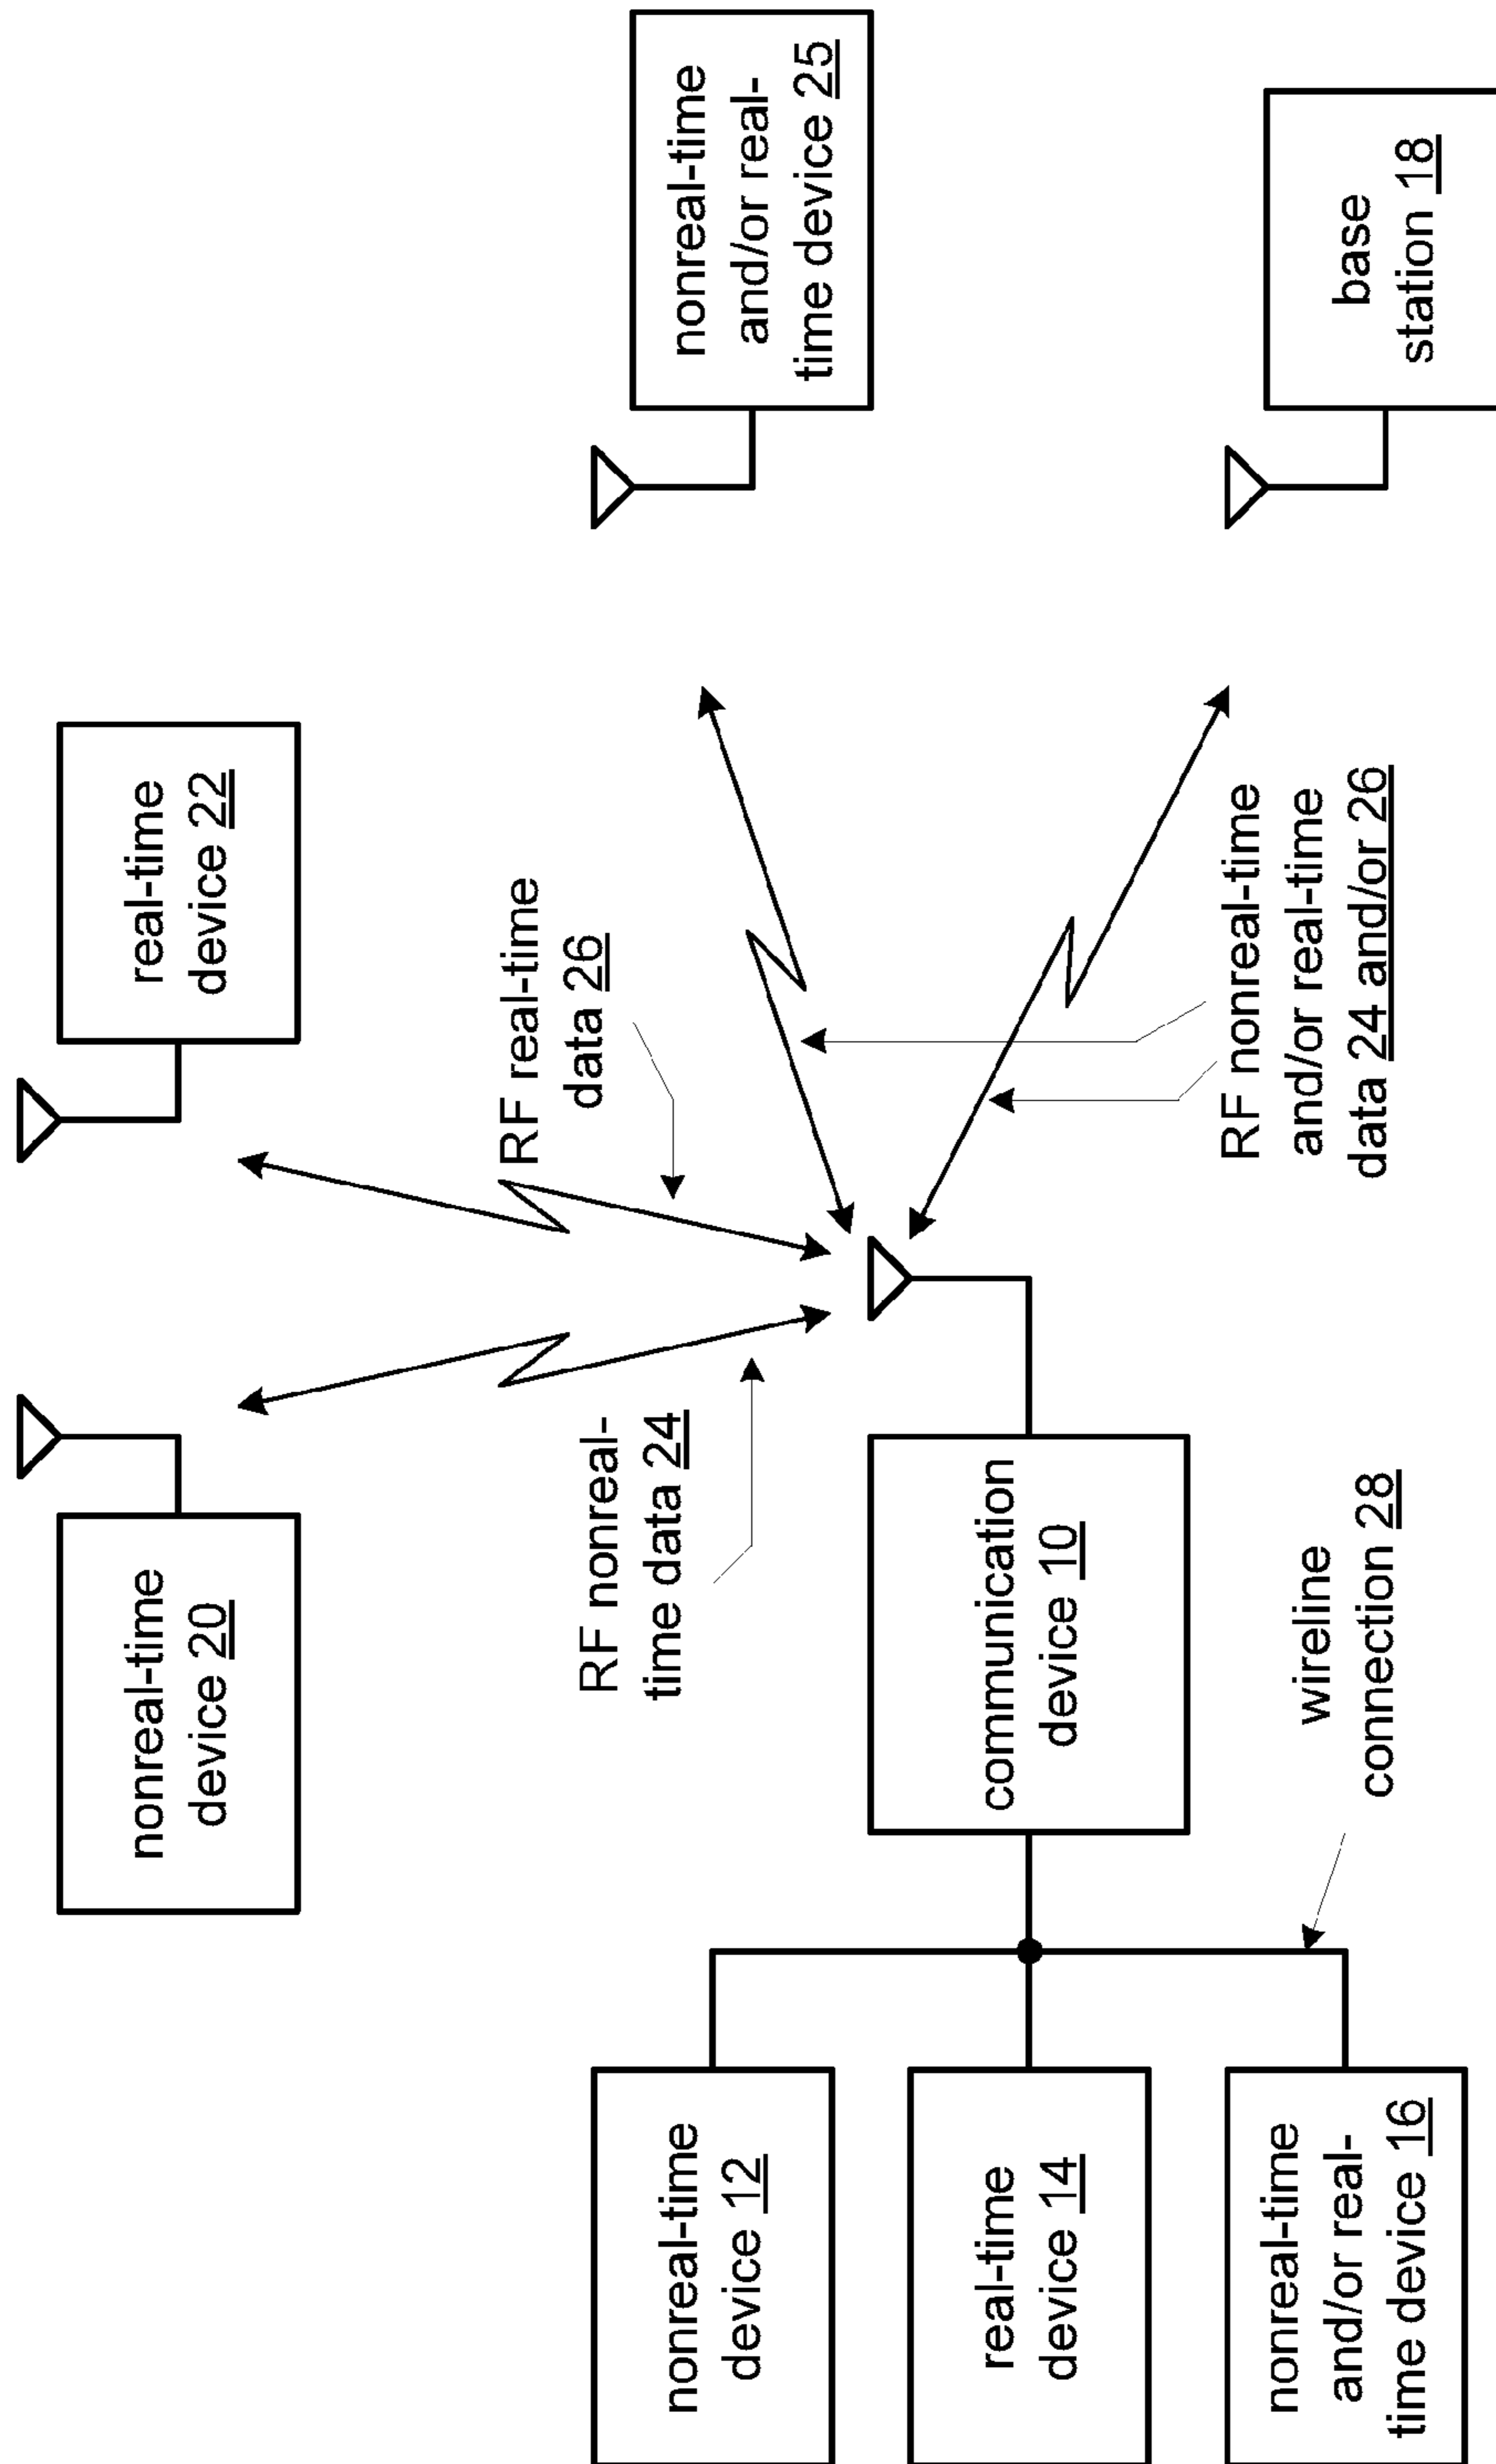 nonreal-time
device 20
real-time
device 22
RF real-time
data 26
nonreal-time
and/or real-
time device 25
RF nonreal-
time data 24
nonreal-time
device 12
communication
device 10
real-time
device 14
RF nonreal-time
and/or real-time
data 24 and/or 26
base
station 18
wireline
connection 28
nonreal-time
and/or real-
time device 16